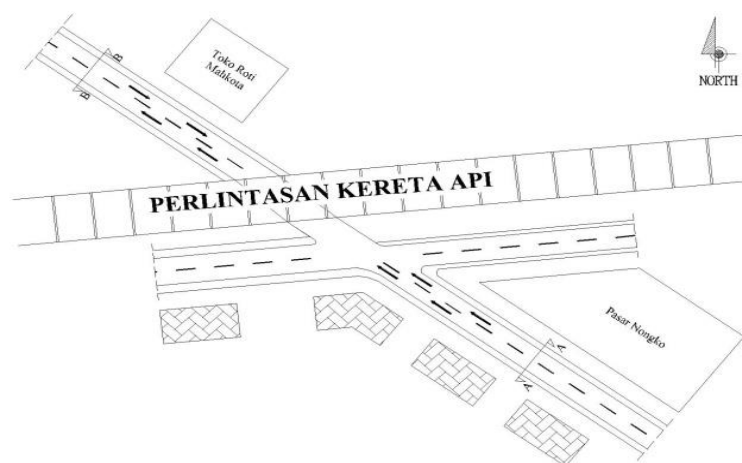 Toko Roti
Mahkota
NORTH
B
B
PERLINTASAN KERETA API
Pasar Nongko
A
A